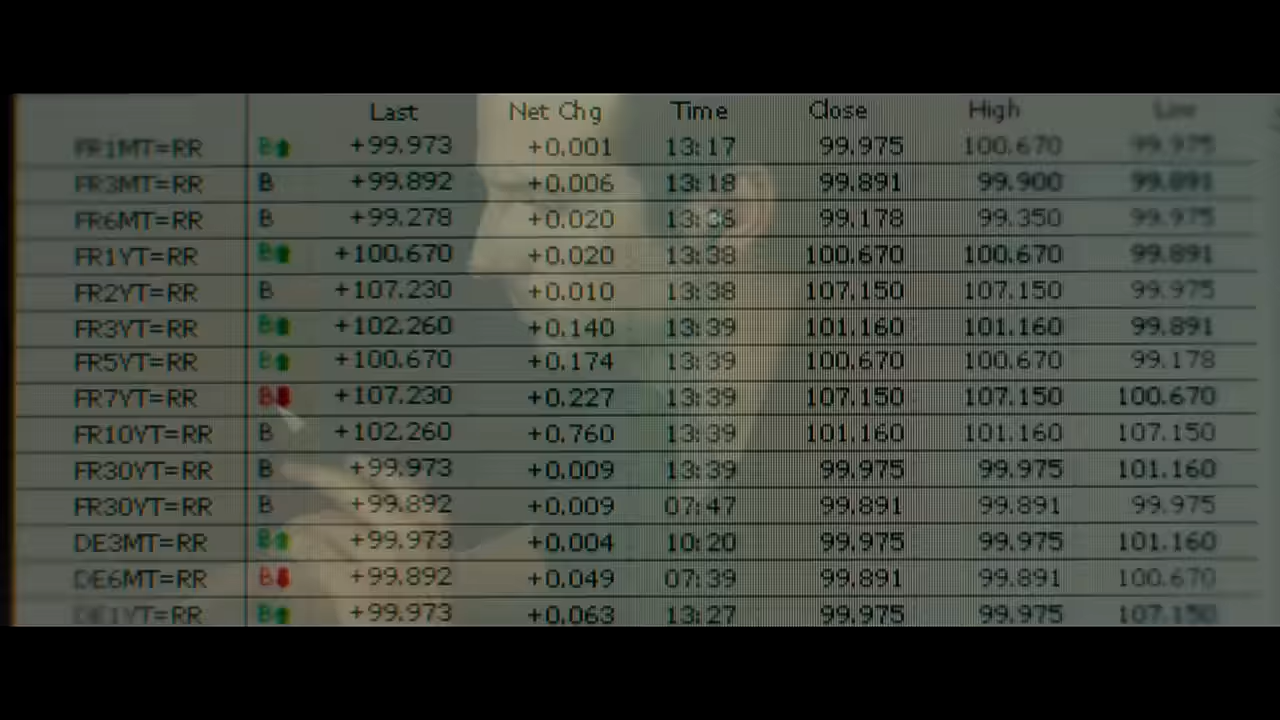 Last Net Chg Time Close High Low
FR1MT=RR B +99.973 +0.001 13:17 99.975 100.670 99.975
FR3MT=RR B +99.892 +0.006 13:18 99.891 99.900 99.891
FR6MT=RR B +99.278 +0.020 13:36 99.178 99.350 99.975
FR1YT=RR B +100.670 +0.020 13:38 100.670 100.670 99.891
FR2YT=RR B +107.230 +0.010 13:38 107.150 107.150 99.975
FR3YT=RR B +102.260 +0.140 13:39 101.160 101.160 99.891
FR5YT=RR B +100.670 +0.174 13:39 100.670 100.670 99.178
FR7YT=RR B +107.230 +0.227 13:39 107.150 107.150 100.670
FR10YT=RR B +102.260 +0.760 13:39 101.160 101.160 107.150
FR30YT=RR B +99.973 +0.009 13:39 99.975 99.975 101.160
FR30YT=RR B +99.892 +0.009 07:47 99.891 99.891 99.975
DE3MT=RR B +99.973 +0.004 10:20 99.975 99.975 101.160
DE6MT=RR B +99.892 +0.049 07:39 99.891 99.891 100.670
DE1YT=RR B +99.973 +0.063 13:27 99.975 99.975 107.150